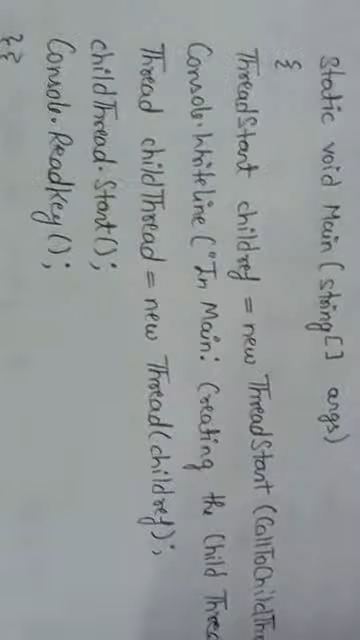 static void Main(string[] args)
{
ThreadStart childref = new ThreadStart(CallToChildTh
Console.WriteLine("In Main: Creating the Child Threa
Thread childThread = new Thread(childref);
childThread.Start();
Console.ReadKey();
}}